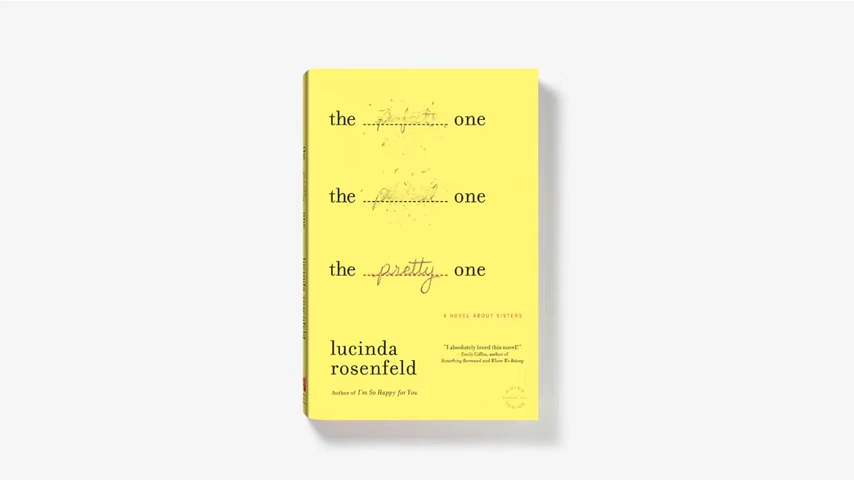 the perfect one
the one
the pretty one
A NOVEL ABOUT SISTERS
lucinda
rosenfeld
Author of I'm So Happy for You
"I absolutely loved this novel!"
—Emily Giffin, author of
Something Borrowed and Where We Belong